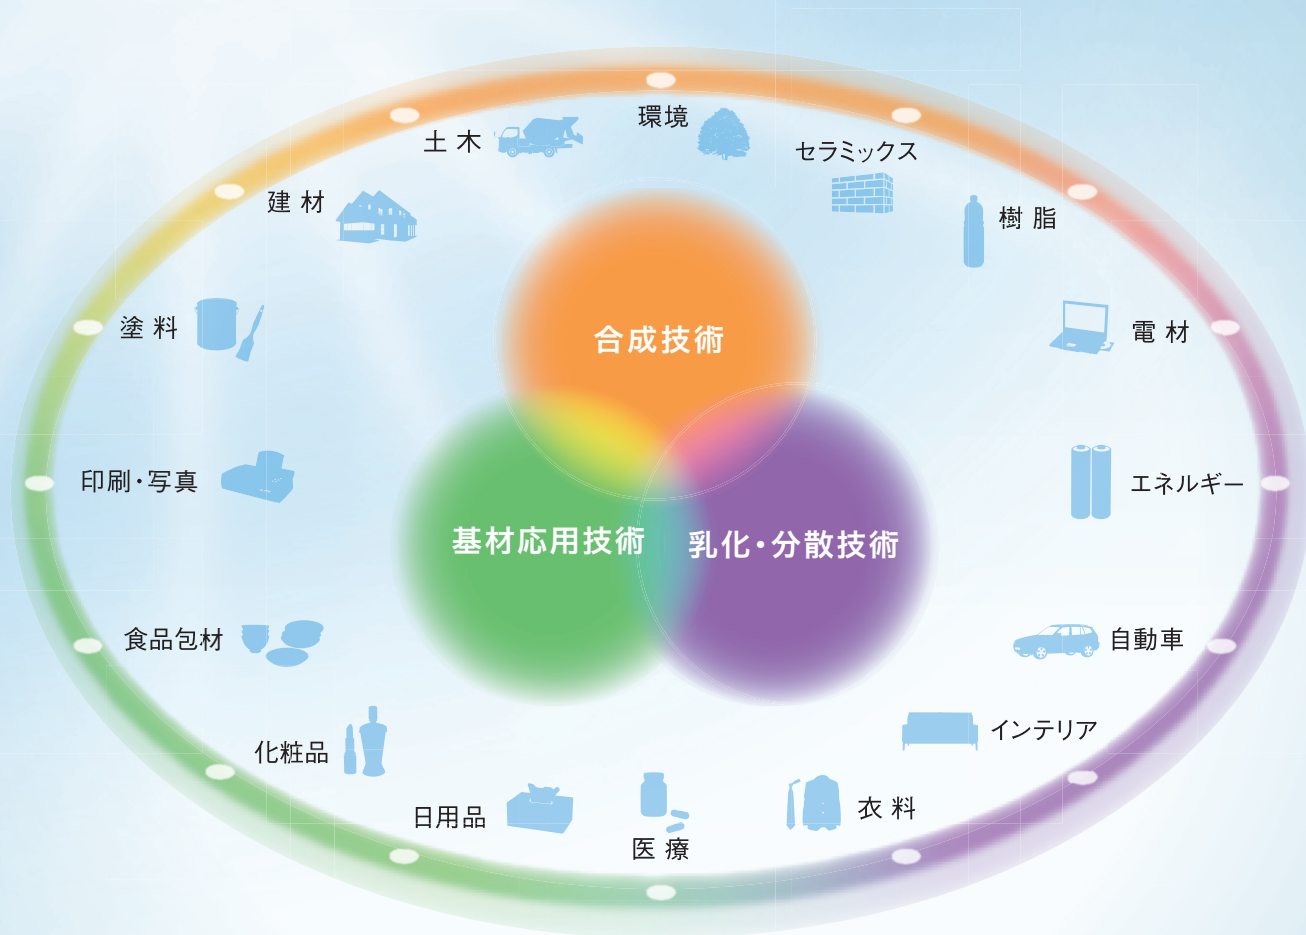 環境
土木
セラミックス
建材
樹脂
塗料
電材
合成技術
印刷・写真
エネルギー
基材応用技術
乳化・分散技術
食品包材
自動車
化粧品
インテリア
日用品
衣料
医療